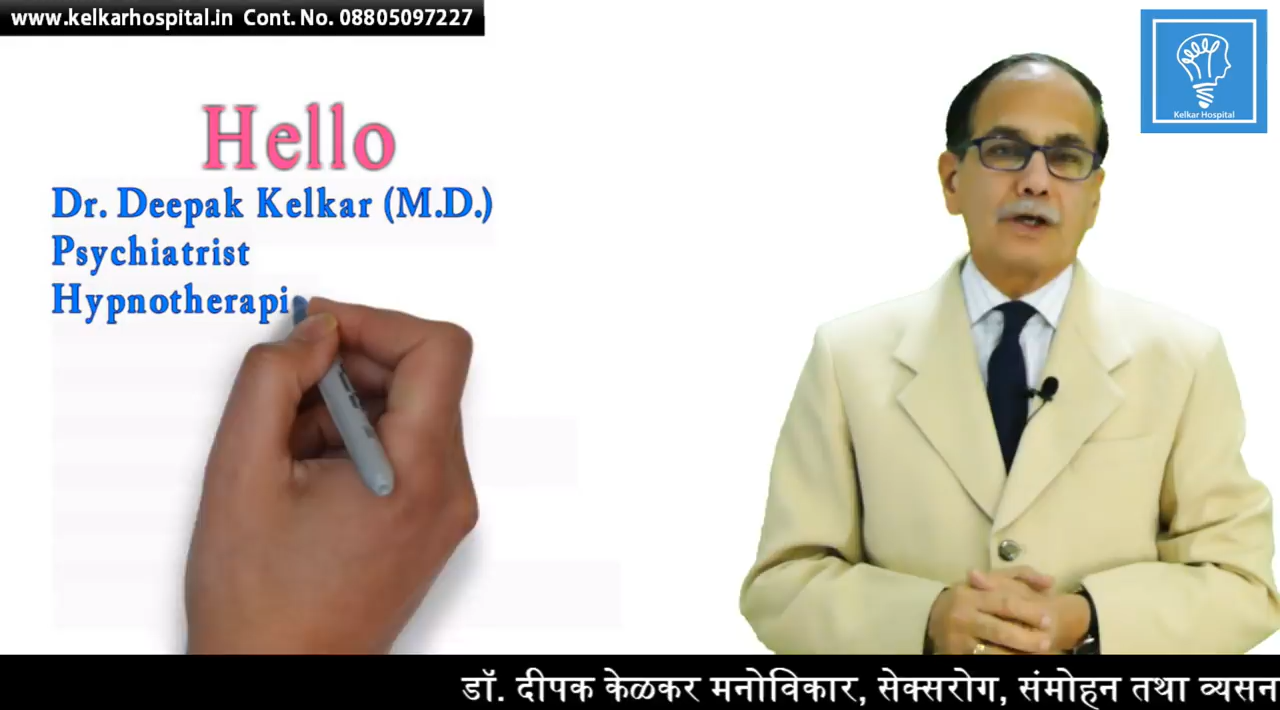 www.kelkarhospital.in Cont. No. 08805097227
Kelkar Hospital
Hello
Dr. Deepak Kelkar (M.D.)
Psychiatrist
Hypnotherapi
डॉ. दीपक केळकर मनोविकार, सेक्सरोग, संमोहन तथा व्यसन